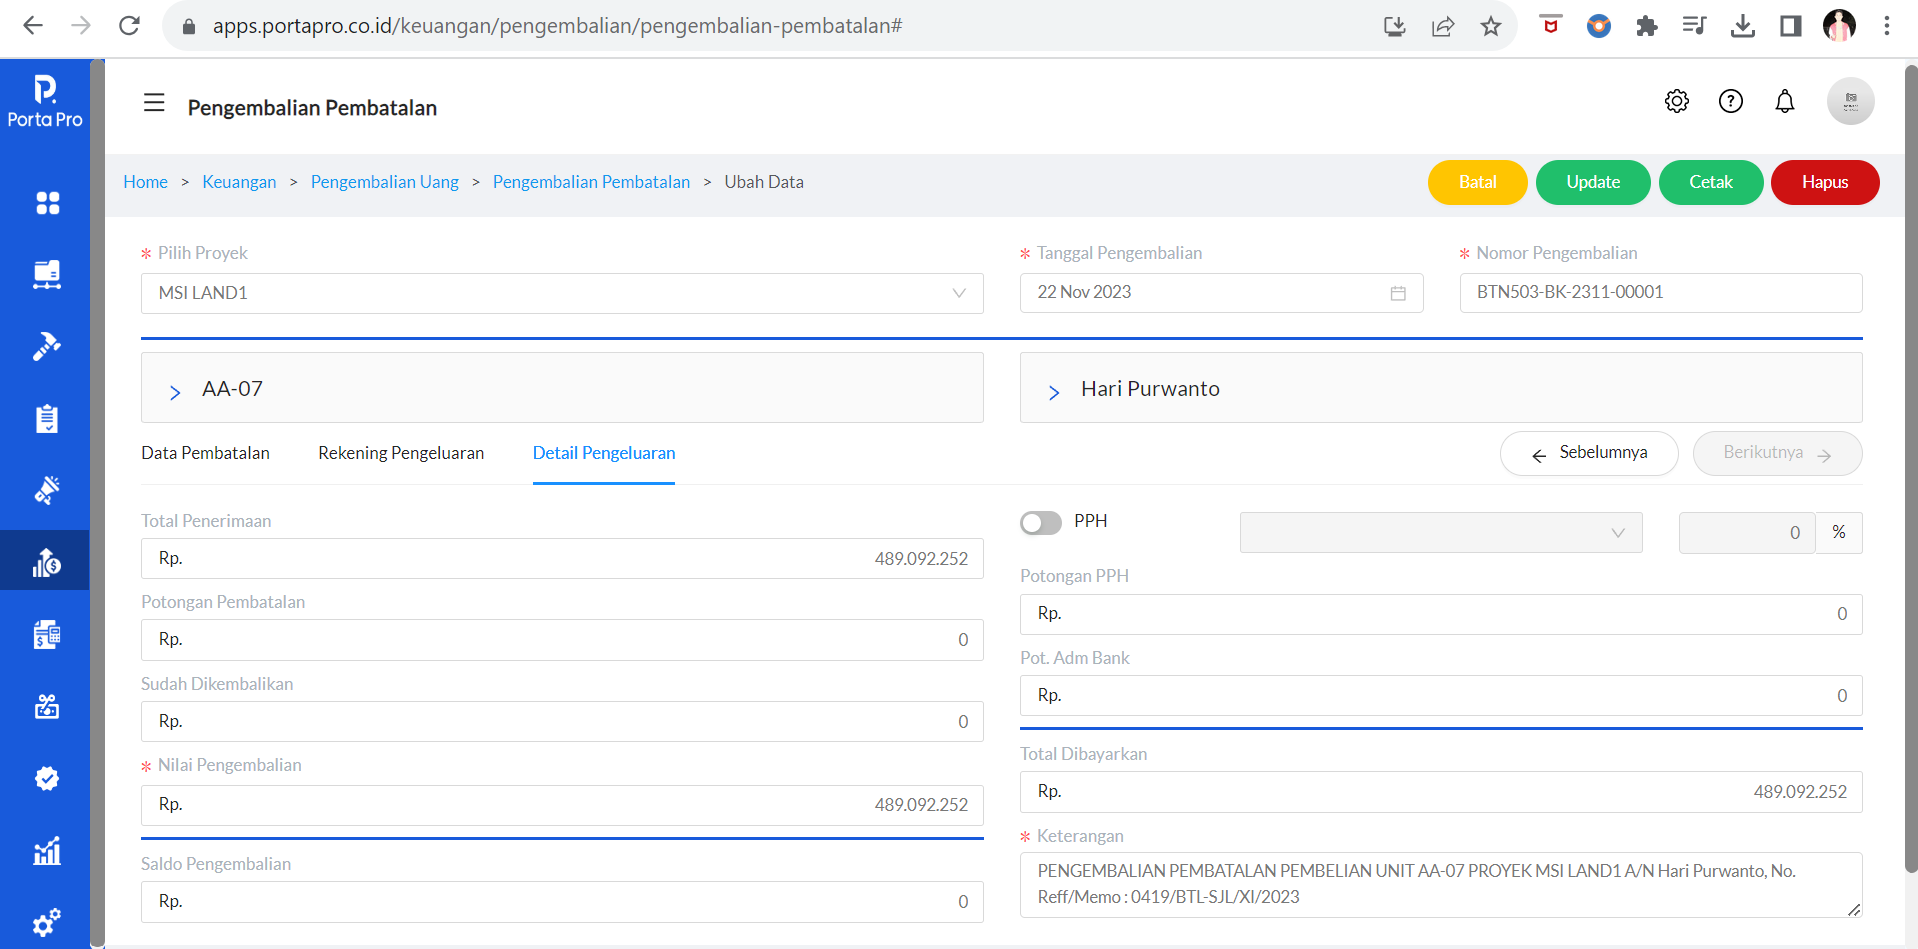 apps.portapro.co.id/keuangan/pengembalian/pengembalian-pembatalan#
P.
Porta Pro
Pengembalian Pembatalan
Home > Keuangan > Pengembalian Uang > Pengembalian Pembatalan > Ubah Data
Batal
Update
Cetak
Hapus
* Pilih Proyek
MSI LAND1
* Tanggal Pengembalian
22 Nov 2023
* Nomor Pengembalian
BTN503-BK-2311-00001
> AA-07
> Hari Purwanto
Data Pembatalan
Rekening Pengeluaran
Detail Pengeluaran
← Sebelumnya
Berikutnya →
Total Penerimaan
Rp. 489.092.252
Potongan Pembatalan
Rp. 0
Sudah Dikembalikan
Rp. 0
* Nilai Pengembalian
Rp. 489.092.252
Saldo Pengembalian
Rp. 0
PPH
0 %
Potongan PPH
Rp. 0
Pot. Adm Bank
Rp. 0
Total Dibayarkan
Rp. 489.092.252
* Keterangan
PENGEMBALIAN PEMBATALAN PEMBELIAN UNIT AA-07 PROYEK MSI LAND1 A/N Hari Purwanto, No.
Reff/Memo : 0419/BTL-SJL/XI/2023